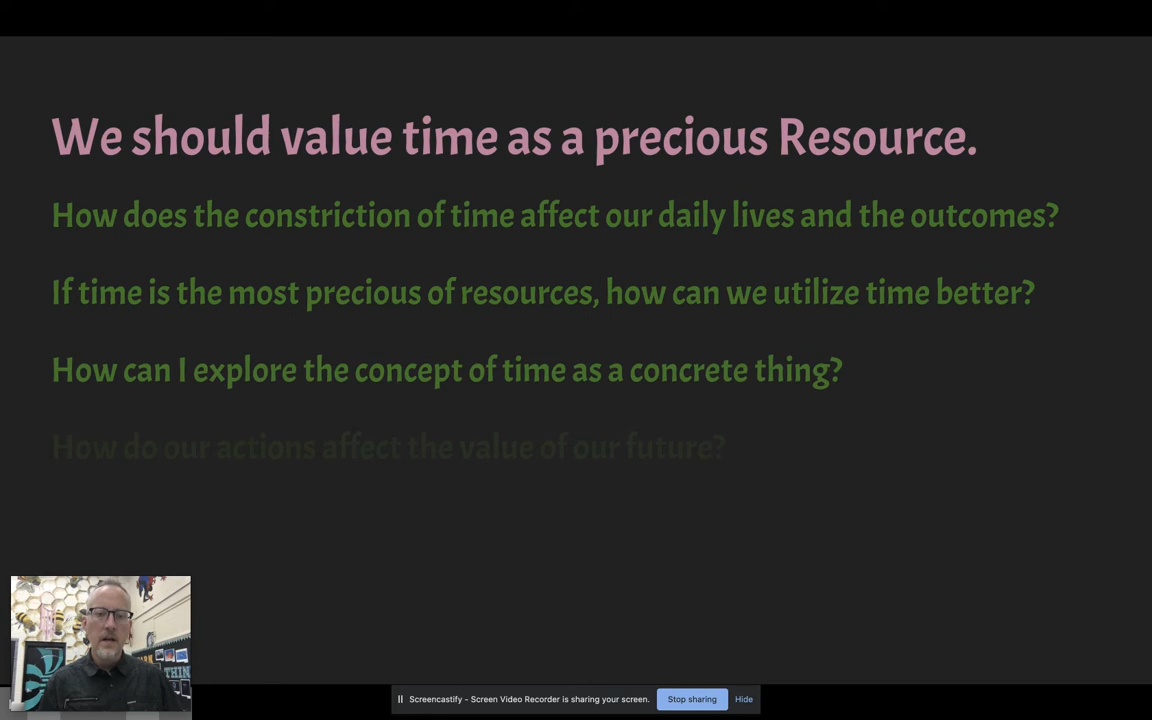 We should value time as a precious Resource.
How does the constriction of time affect our daily lives and the outcomes?
If time is the most precious of resources, how can we utilize time better?
How can I explore the concept of time as a concrete thing?
How do our actions affect the value of our future?
THIN
Screencastify - Screen Video Recorder is sharing your screen.
Stop sharing
Hide